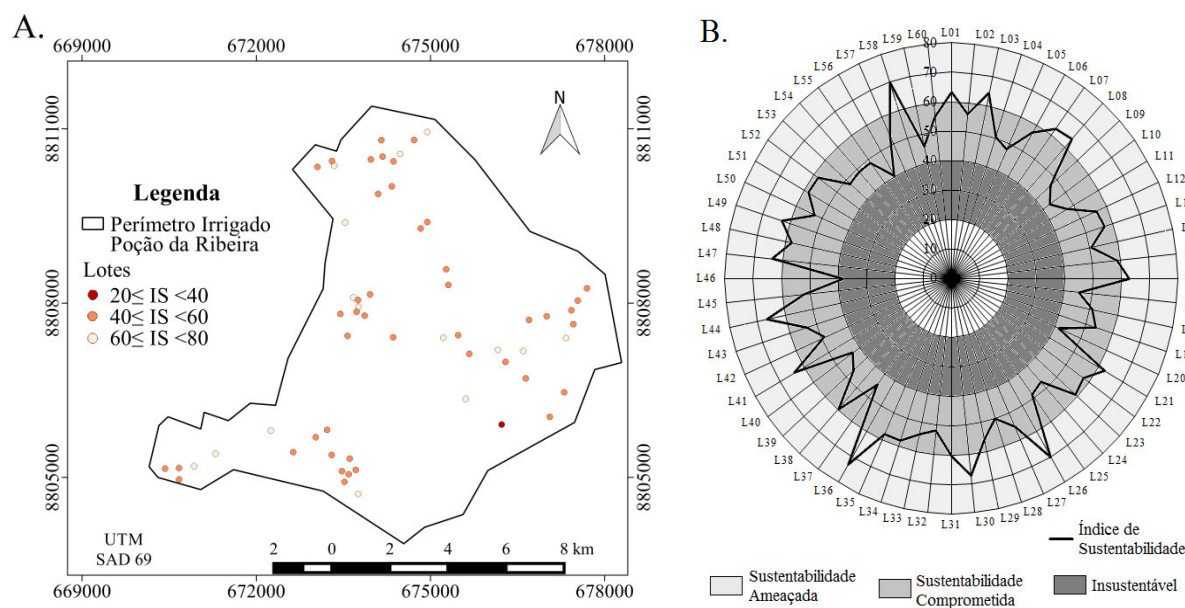 A.
669000
672000
675000
678000
N
8811000
8811000
Legenda
Perímetro Irrigado
Poção da Ribeira
Lotes
20≤ IS <40
40≤ IS <60
60≤ IS <80
8808000
8808000
8805000
8805000
UTM
SAD 69
2 0 2 4 6 8 km
669000
672000
675000
678000
B.
80
70
60
50
40
30
20
10
0
L01
L02
L03
L04
L05
L06
L07
L08
L09
L10
L11
L12
L20
L21
L22
L23
L24
L25
L26
L27
L28
L29
L30
L31
L32
L33
L34
L35
L36
L37
L38
L39
L40
L41
L42
L43
L44
L45
L46
L47
L48
L49
L50
L51
L52
L53
L54
L55
L56
L57
L58
L59
L60
Índice de
Sustentabilidade
Sustentabilidade
Ameaçada
Sustentabilidade
Comprometida
Insustentável